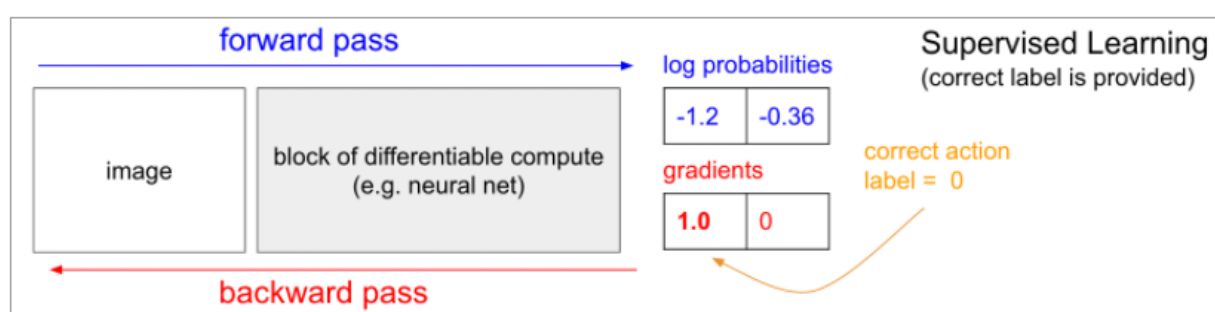 forward pass
Supervised Learning
(correct label is provided)
log probabilities
-1.2 -0.36
image
block of differentiable compute
(e.g. neural net)
correct action
label = 0
gradients
1.0 0
backward pass